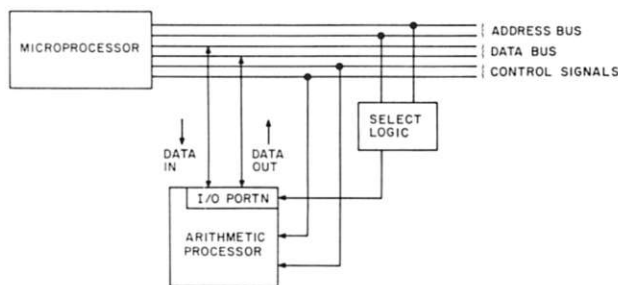 MICROPROCESSOR
ADDRESS BUS
DATA BUS
CONTROL SIGNALS
SELECT
LOGIC
DATA
IN
DATA
OUT
I/O PORTN
ARITHMETIC
PROCESSOR